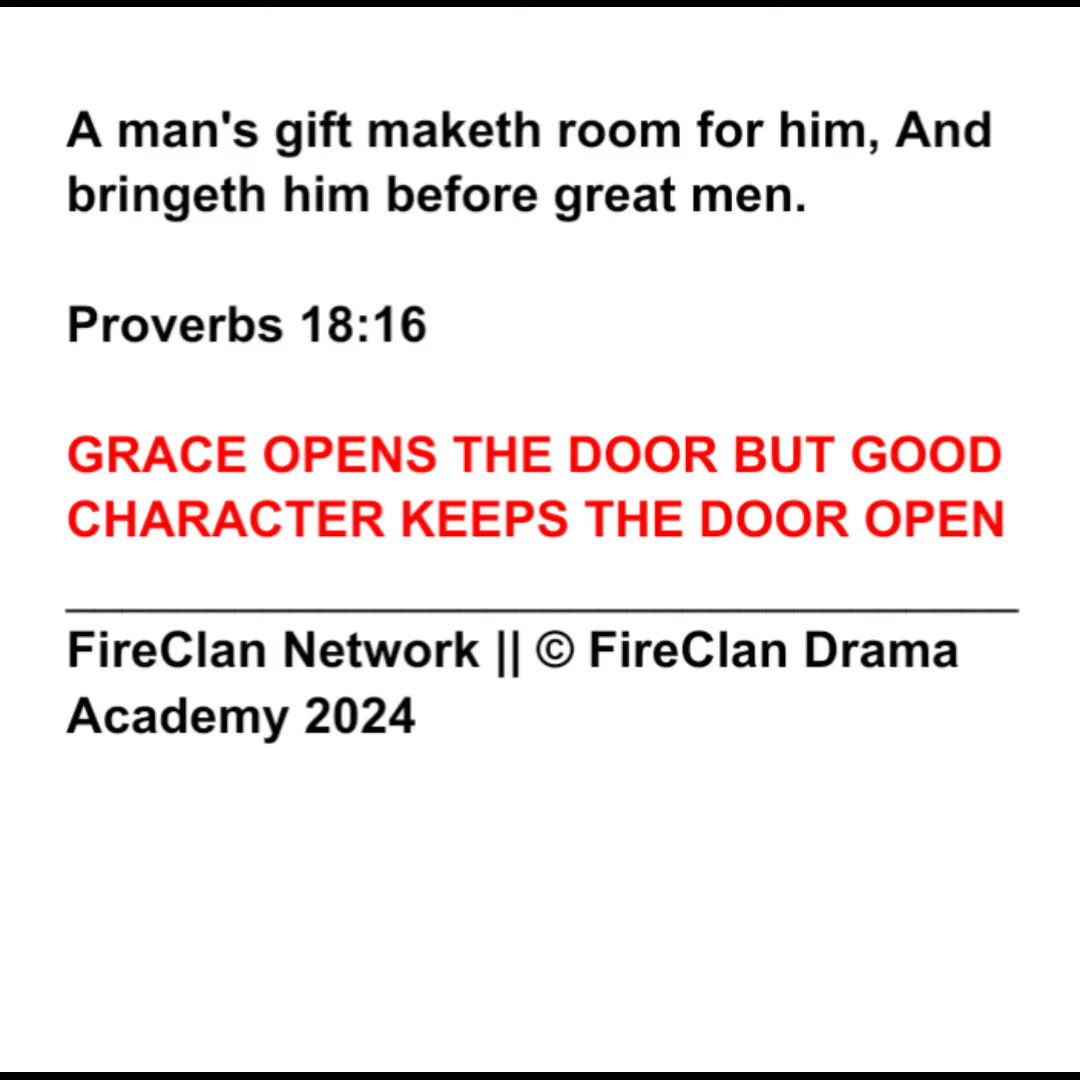 A man's gift maketh room for him, And
bringeth him before great men.
Proverbs 18:16
GRACE OPENS THE DOOR BUT GOOD
CHARACTER KEEPS THE DOOR OPEN
FireClan Network || © FireClan Drama
Academy 2024